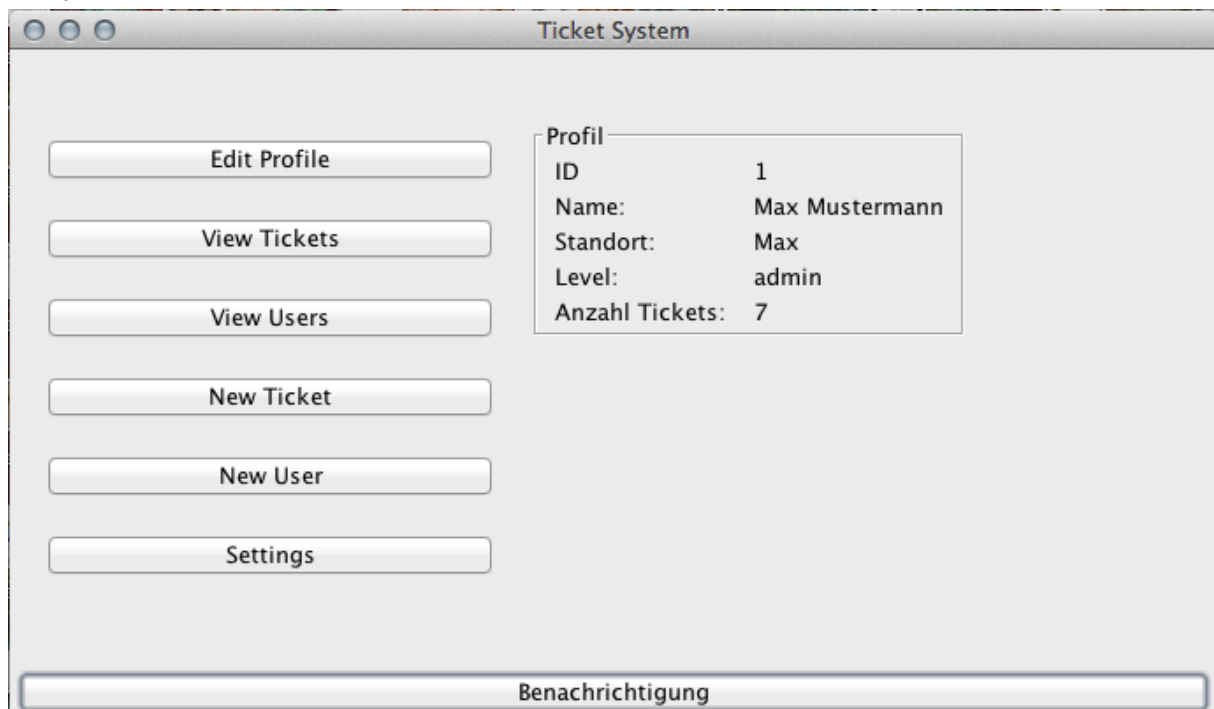 Ticket System
Edit Profile
View Tickets
View Users
New Ticket
New User
Settings
Profil
ID 1
Name: Max Mustermann
Standort: Max
Level: admin
Anzahl Tickets: 7
Benachrichtigung